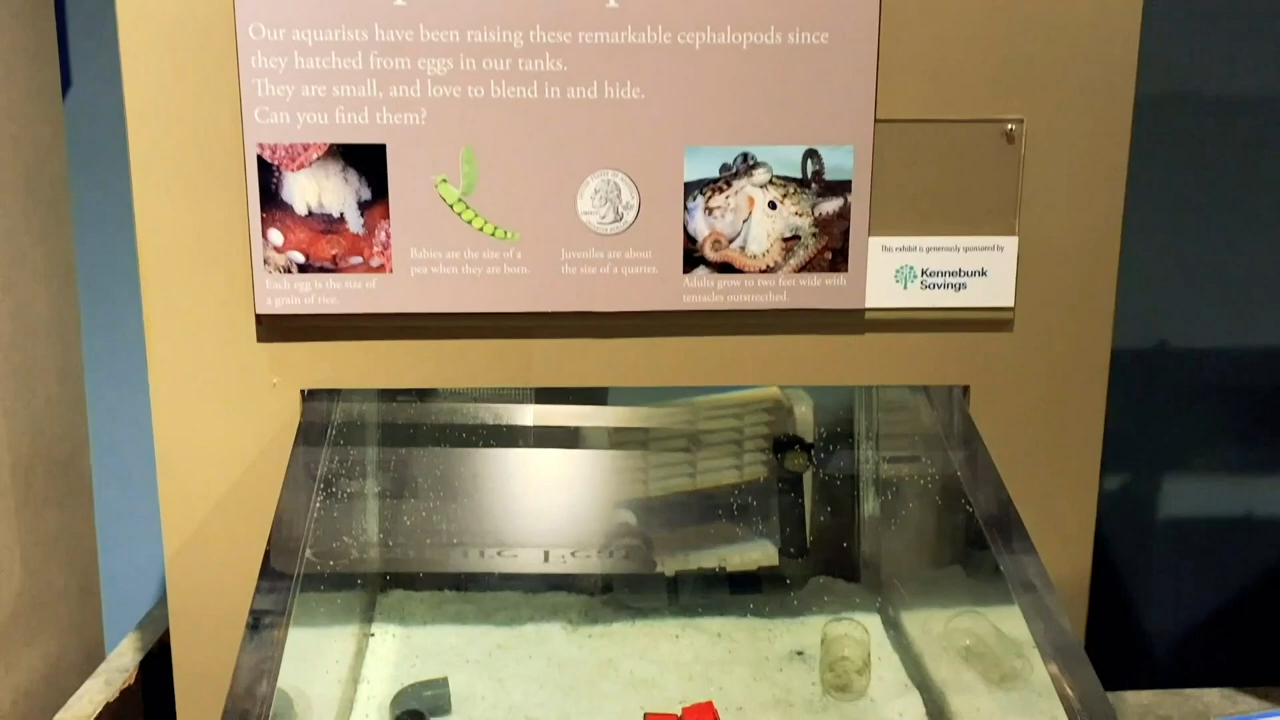 Our aquarists have been raising these remarkable cephalopods since
they hatched from eggs in our tanks.
They are small, and love to blend in and hide.
Can you find them?
Each egg is the size of
a grain of rice.
Babies are the size of a
pea when they are born.
LIBERTY
Juveniles are about
the size of a quarter.
Adults grow to two feet wide with
tentacles outstrecthed.
This exhibit is generously sponsored by
Kennebunk
Savings